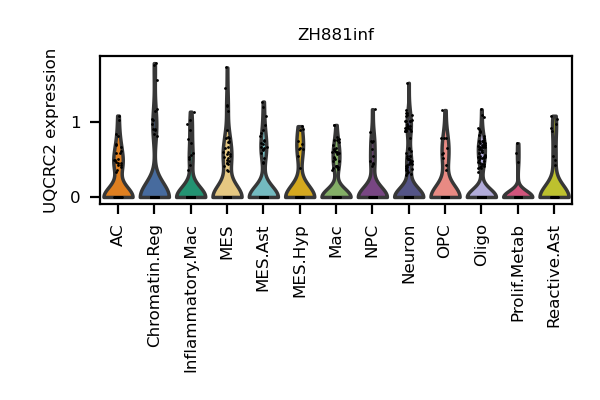 ZH881inf
UQCRC2 expression
1
0
AC
Chromatin.Reg
Inflammatory.Mac
MES
MES.Ast
MES.Hyp
Mac
NPC
Neuron
OPC
Oligo
Prolif.Metab
Reactive.Ast